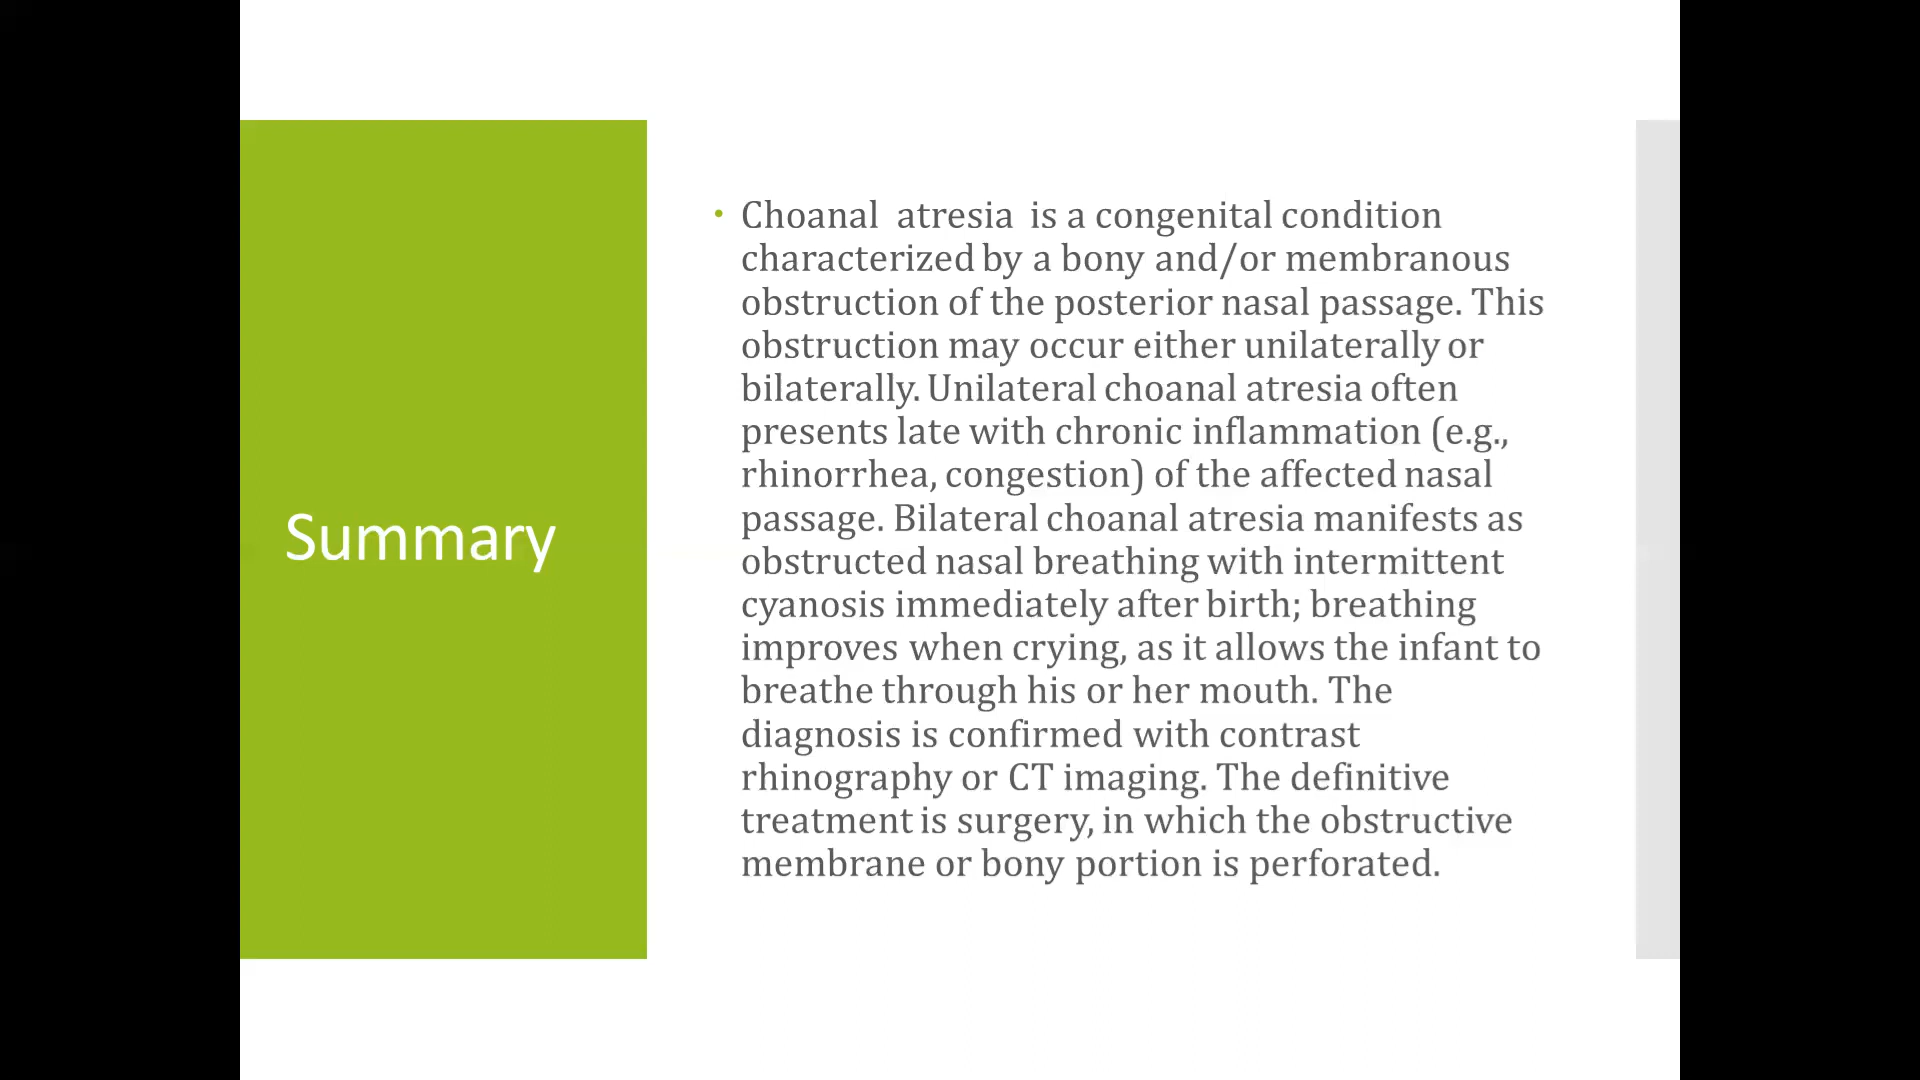 Summary
Choanal atresia is a congenital condition
characterized by a bony and/or membranous
obstruction of the posterior nasal passage. This
obstruction may occur either unilaterally or
bilaterally. Unilateral choanal atresia often
presents late with chronic inflammation (e.g.,
rhinorrhea, congestion) of the affected nasal
passage. Bilateral choanal atresia manifests as
obstructed nasal breathing with intermittent
cyanosis immediately after birth; breathing
improves when crying, as it allows the infant to
breathe through his or her mouth. The
diagnosis is confirmed with contrast
rhinography or CT imaging. The definitive
treatment is surgery, in which the obstructive
membrane or bony portion is perforated.